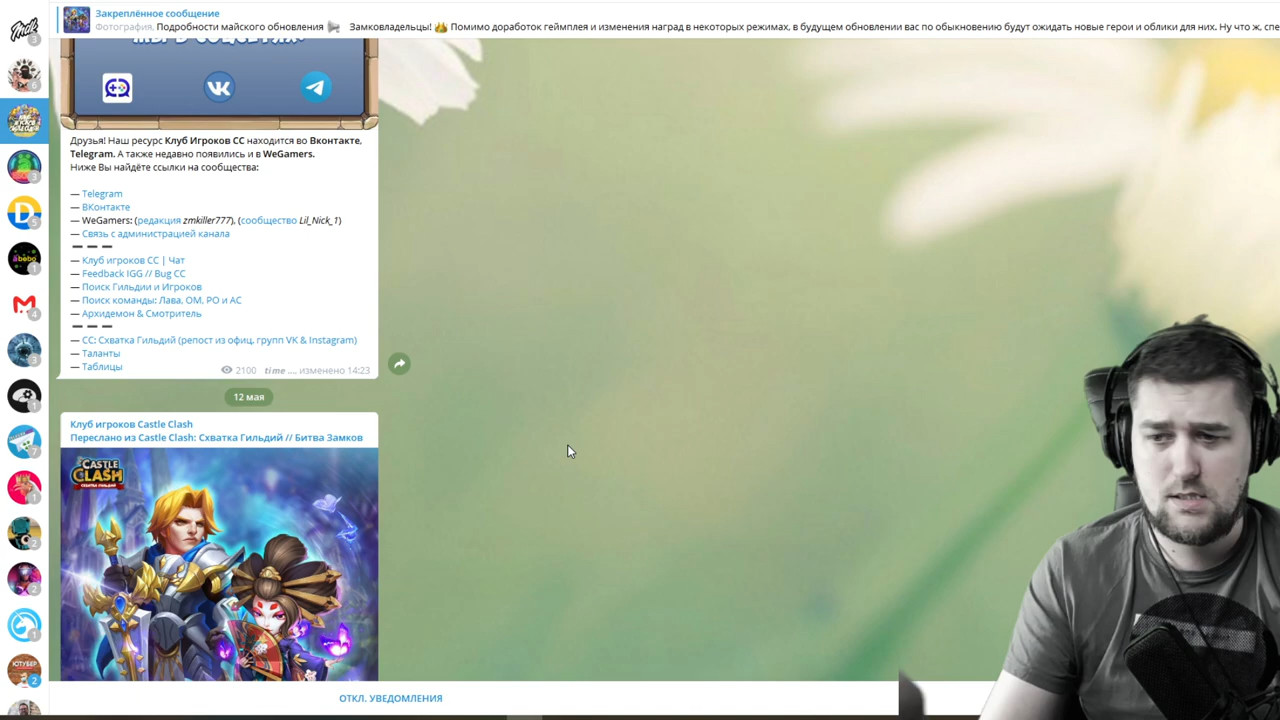 Закреплённое сообщение
Фотография, Подробности майского обновления Замковладельцы! Помимо доработок геймплея и изменения наград в некоторых режимах, в будущем обновлении вас по обыкновению будут ожидать новые герои и облики для них. Ну что ж, спе
Друзья! Наш ресурс Клуб Игроков СС находится во Вконтакте,
Telegram. А также недавно появились и в WeGamers.
Ниже Вы найдёте ссылки на сообщества:
— Telegram
— ВКонтакте
— WeGamers: (редакция zmkiller777), (сообщество Lil_Nick_1)
— Связь с администрацией канала
— — —
— Клуб игроков СС | Чат
— Feedback IGG // Bug CC
— Поиск Гильдии и Игроков
— Поиск команды: Лава, ОМ, РО и АС
— Архидемон & Смотритель
— — —
— СС: Схватка Гильдий (репост из офиц. групп VK & Instagram)
— Таланты
— Таблицы
2100 time .... изменено 14:23
12 мая
Клуб игроков Castle Clash
Переслано из Castle Clash: Схватка Гильдий // Битва Замков
CASTLE
CLASH
ОТКЛ. УВЕДОМЛЕНИЯ